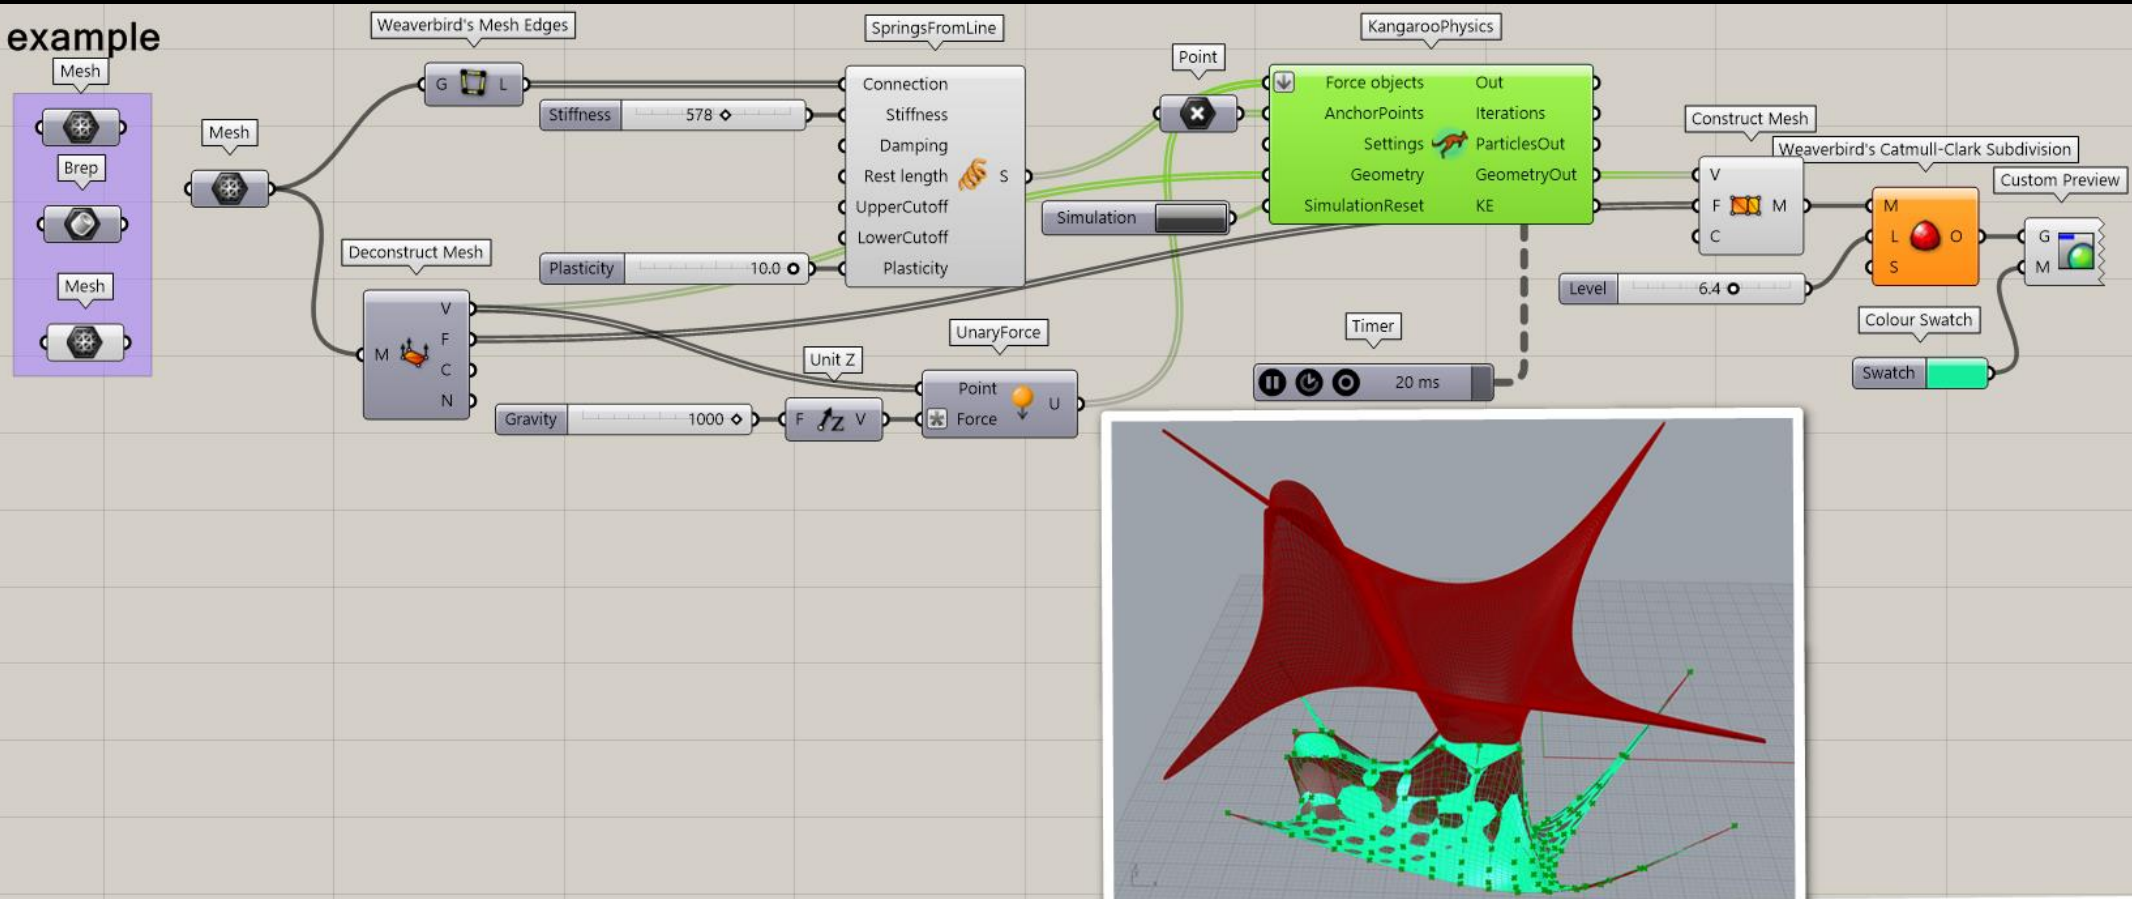 example
Mesh
Brep
Mesh
Mesh
Weaverbird's Mesh Edges
G L
Stiffness 578
Plasticity 10.0
Deconstruct Mesh
M
V
F
C
N
Gravity 1000
Unit Z
F Z V
UnaryForce
Point
Force
U
SpringsFromLine
Connection
Stiffness
Damping
Rest length
UpperCutoff
LowerCutoff
Plasticity
S
Point
Simulation
KangarooPhysics
Force objects Out
AnchorPoints Iterations
Settings ParticlesOut
Geometry GeometryOut
SimulationReset KE
Timer
20 ms
Construct Mesh
V
F M
C
Weaverbird's Catmull-Clark Subdivision
M
L O
S
Level 6.4
Custom Preview
G
M
Colour Swatch
Swatch